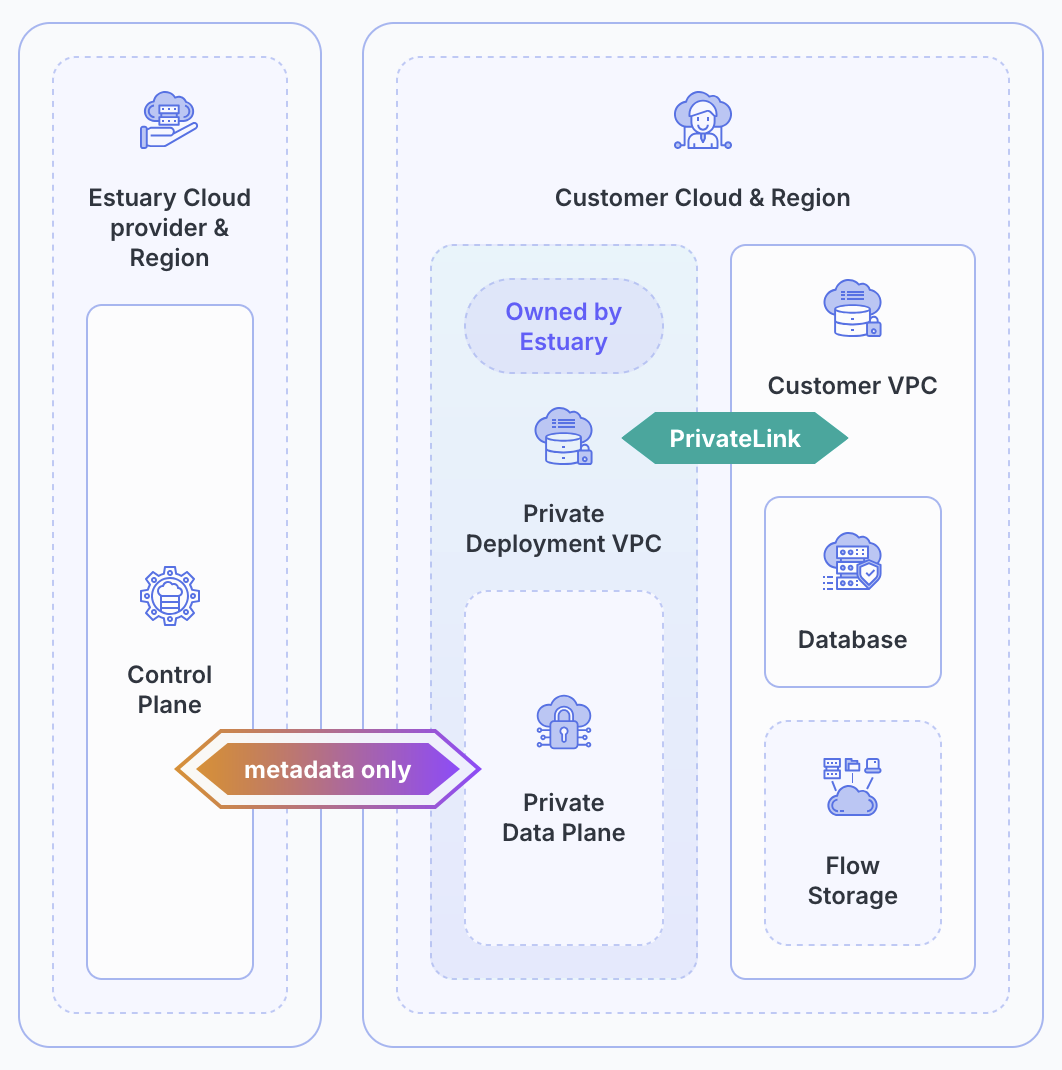 Estuary Cloud
provider &
Region
Control
Plane
metadata only
Customer Cloud & Region
Owned by
Estuary
Private
Deployment VPC
Private
Data Plane
PrivateLink
Customer VPC
Database
Flow
Storage